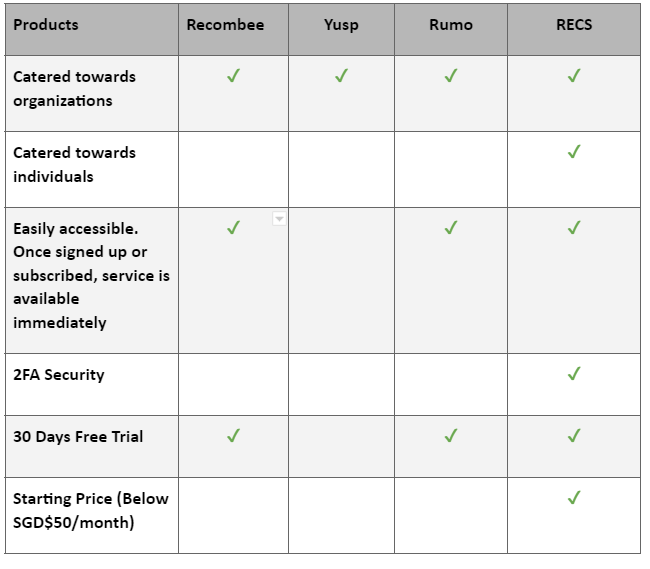 Products Recombee Yusp Rumo RECS
Catered towards ✓ ✓ ✓ ✓
organizations
Catered towards ✓
individuals
Easily accessible. ✓ ✓ ✓
Once signed up or
subscribed, service is
available
immediately
2FA Security ✓
30 Days Free Trial ✓ ✓ ✓
Starting Price (Below ✓
SGD$50/month)